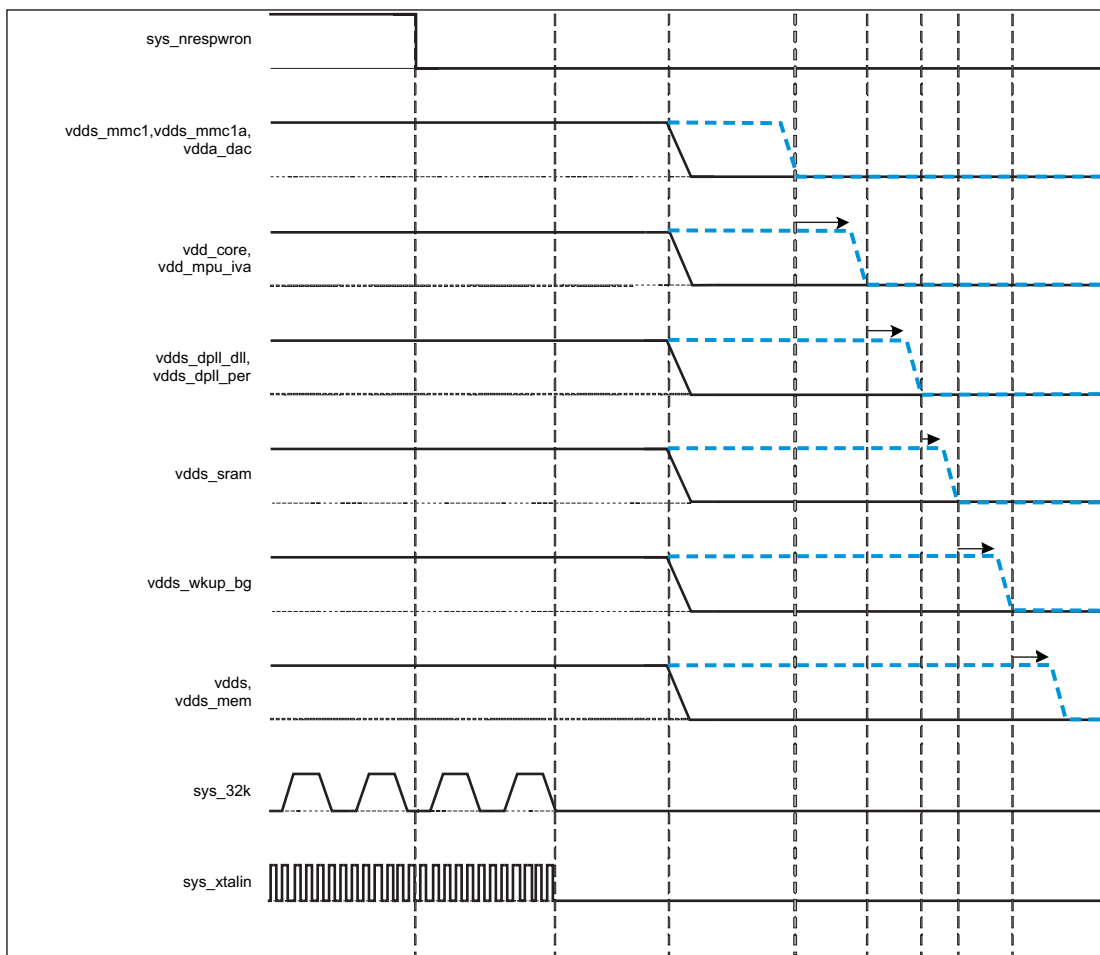 sys_nrespwron
vdds_mmc1,vdds_mmc1a,
vdda_dac
vdd_core,
vdd_mpu_iva
vdds_dpll_dll,
vdds_dpll_per
vdds_sram
vdds_wkup_bg
vdds,
vdds_mem
sys_32k
sys_xtalin